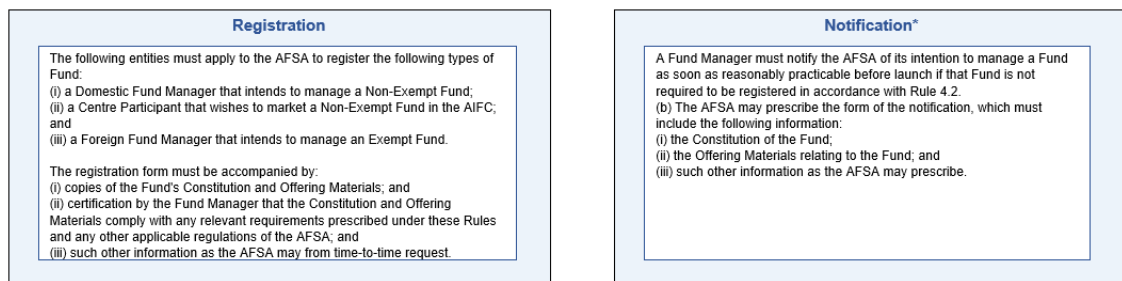 Registration
The following entities must apply to the AFSA to register the following types of
Fund:
(i) a Domestic Fund Manager that intends to manage a Non-Exempt Fund;
(ii) a Centre Participant that wishes to market a Non-Exempt Fund in the AIFC;
and
(iii) a Foreign Fund Manager that intends to manage an Exempt Fund.
The registration form must be accompanied by:
(i) copies of the Fund's Constitution and Offering Materials; and
(ii) certification by the Fund Manager that the Constitution and Offering
Materials comply with any relevant requirements prescribed under these Rules
and any other applicable regulations of the AFSA; and
(iii) such other information as the AFSA may from time-to-time request.
Notification*
A Fund Manager must notify the AFSA of its intention to manage a Fund
as soon as reasonably practicable before launch if that Fund is not
required to be registered in accordance with Rule 4.2.
(b) The AFSA may prescribe the form of the notification, which must
include the following information:
(i) the Constitution of the Fund;
(ii) the Offering Materials relating to the Fund; and
(iii) such other information as the AFSA may prescribe.